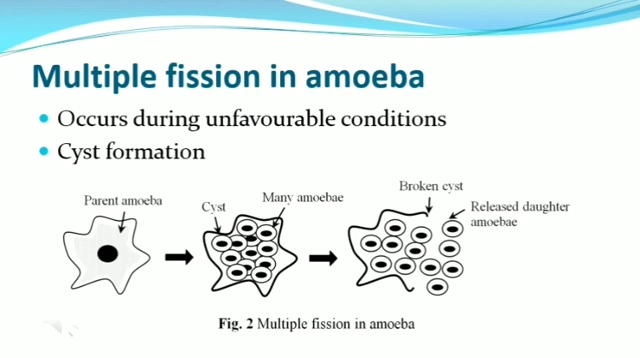 Multiple fission in amoeba
Occurs during unfavourable conditions
Cyst formation
Parent amoeba
Cyst
Many amoebae
Broken cyst
Released daughter
amoebae
Fig. 2 Multiple fission in amoeba